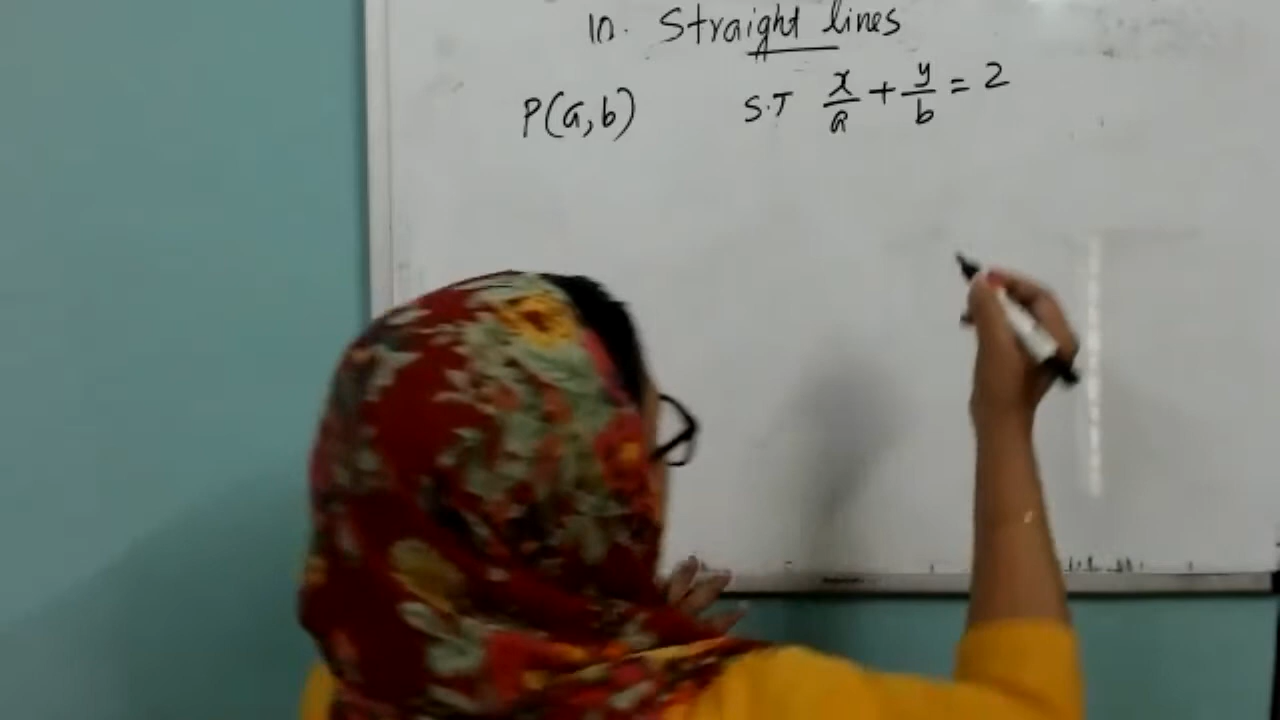 10. Straight lines
P(a,b) S.T x/a + y/b = 2